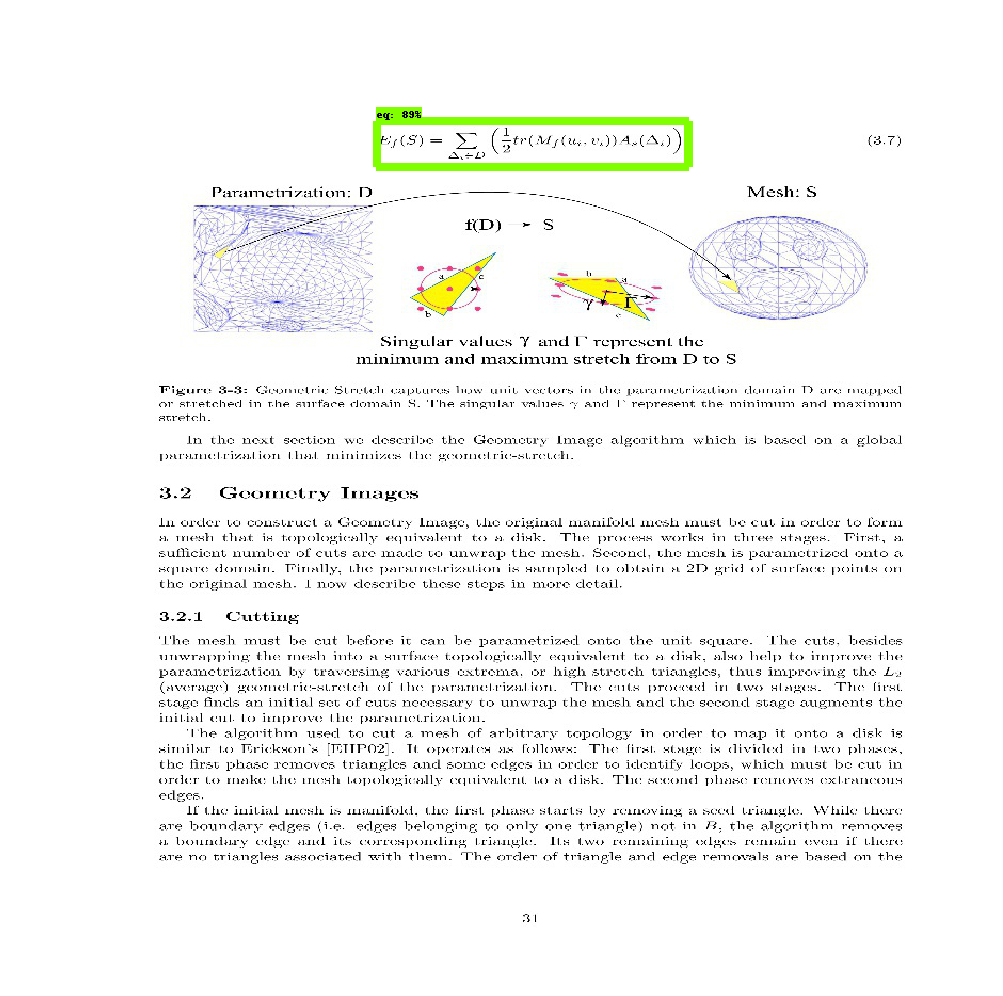 eq: 89%
E_f(S) = ∑_{Δ_i∈D} (1/2 tr(M_f(u_i, v_i))A_s(Δ_i)) (3.7)
Parametrization: D
Mesh: S
f(D) → S
a c b
b a γ Γ c
Singular values γ and Γ represent the
minimum and maximum stretch from D to S
Figure 3-3: Geometric Stretch captures how unit vectors in the parametrization domain D are mapped
or stretched in the surface domain S. The singular values γ and Γ represent the minimum and maximum
stretch.
In the next section we describe the Geometry Image algorithm which is based on a global
parametrization that minimizes the geometric-stretch.
3.2 Geometry Images
In order to construct a Geometry Image, the original manifold mesh must be cut in order to form
a mesh that is topologically equivalent to a disk. The process works in three stages. First, a
sufficient number of cuts are made to unwrap the mesh. Second, the mesh is parametrized onto a
square domain. Finally, the parametrization is sampled to obtain a 2D grid of surface points on
the original mesh. I now describe these steps in more detail.
3.2.1 Cutting
The mesh must be cut before it can be parametrized onto the unit square. The cuts, besides
unwrapping the mesh into a surface topologically equivalent to a disk, also help to improve the
parametrization by traversing various extrema, or high stretch triangles, thus improving the L₂
(average) geometric-stretch of the parametrization. The cuts proceed in two stages. The first
stage finds an initial set of cuts necessary to unwrap the mesh and the second stage augments the
initial cut to improve the parametrization.
The algorithm used to cut a mesh of arbitrary topology in order to map it onto a disk is
similar to Erickson's [EHP02]. It operates as follows: The first stage is divided in two phases,
the first phase removes triangles and some edges in order to identify loops, which must be cut in
order to make the mesh topologically equivalent to a disk. The second phase removes extraneous
edges.
If the initial mesh is manifold, the first phase starts by removing a seed triangle. While there
are boundary edges (i.e. edges belonging to only one triangle) not in B, the algorithm removes
a boundary edge and its corresponding triangle. Its two remaining edges remain even if there
are no triangles associated with them. The order of triangle and edge removals are based on the
31